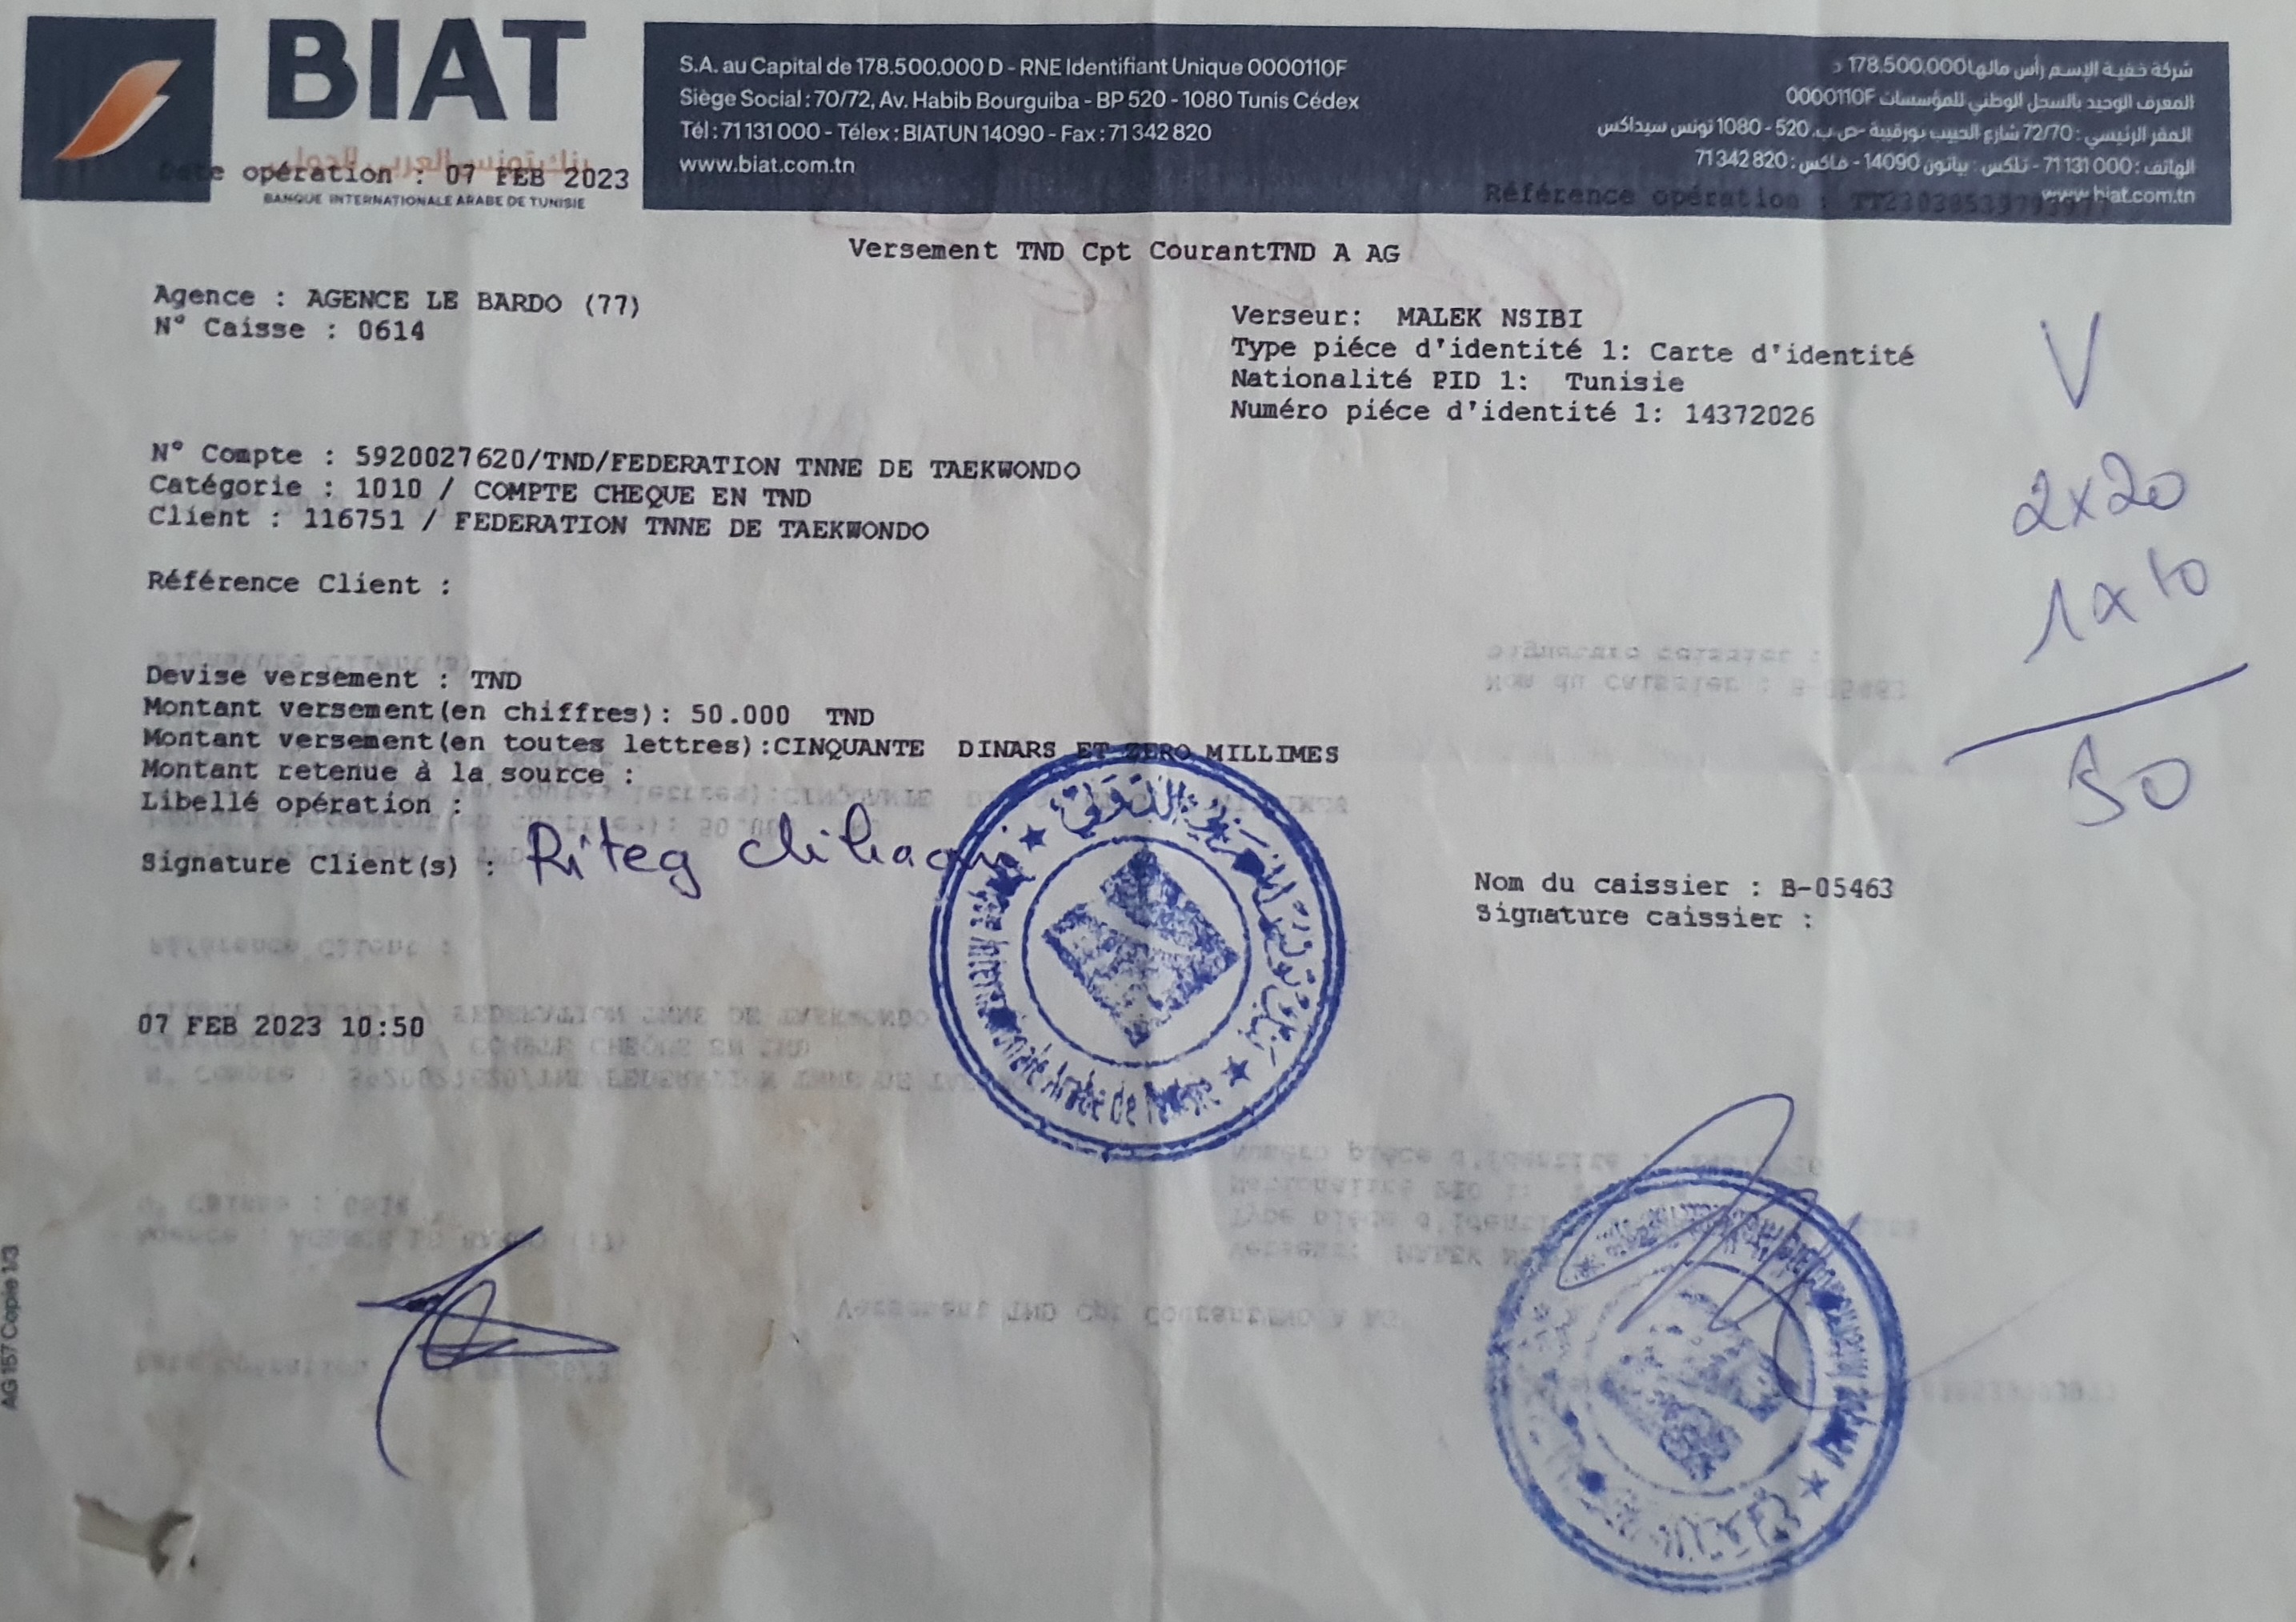 BIAT
بنك تونس العربي الدولي
Date opération : 07 FEB 2023
BANQUE INTERNATIONALE ARABE DE TUNISIE
S.A. au Capital de 178.500.000 D - RNE Identifiant Unique 0000110F
Siège Social : 70/72, Av. Habib Bourguiba - BP 520 - 1080 Tunis Cédex
Tél : 71 131 000 - Télex : BIATUN 14090 - Fax : 71 342 820
www.biat.com.tn
شركة خفية الإسم رأس مالها 178.500.000 د
المعرف الوحيد بالسجل الوطني للمؤسسات 0000110F
المقر الرئيسي : 72/70 شارع الحبيب بورقيبة -ص.ب. 520 - 1080 تونس سيداكس
الهاتف : 71 131 000 - تلكس : بياتون 14090 - فاكس : 71 342 820
www.biat.com.tn
Référence opération :
Versement TND Cpt CourantTND A AG
Agence : AGENCE LE BARDO (77)
N° Caisse : 0614
Verseur: MALEK NSIBI
Type piéce d'identité 1: Carte d'identité
Nationalité PID 1: Tunisie
Numéro piéce d'identité 1: 14372026
V
2x20
1x10
50
N° Compte : 5920027620/TND/FEDERATION TNNE DE TAEKWONDO
Catégorie : 1010 / COMPTE CHEQUE EN TND
Client : 116751 / FEDERATION TNNE DE TAEKWONDO
Référence Client :
Devise versement : TND
Montant versement(en chiffres): 50.000 TND
Montant versement(en toutes lettres):CINQUANTE DINARS ET ZERO MILLIMES
Montant retenue à la source :
Libellé opération :
Signature Client(s) : Riteg
Nom du caissier : B-05463
Signature caissier :
07 FEB 2023 10:50
Arabe de
AG 157 Copie 1/3